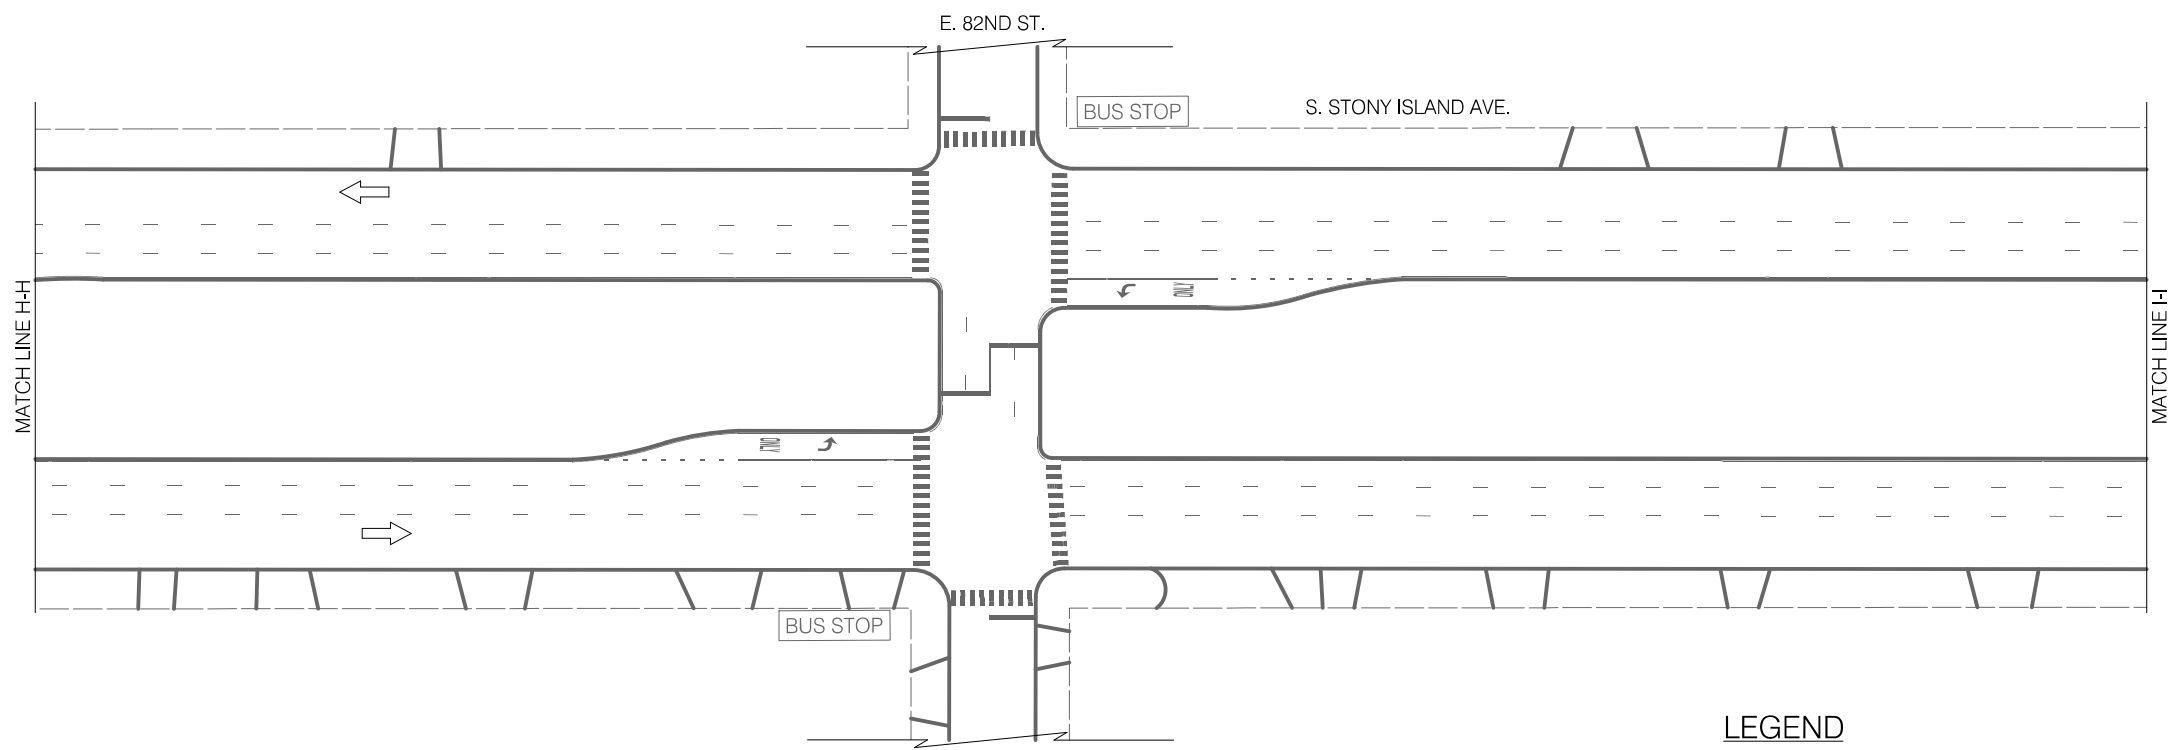 E. 82ND ST.
BUS STOP
S. STONY ISLAND AVE.
MATCH LINE H-H
ONLY
MATCH LINE I-I
ONLY
BUS STOP
LEGEND